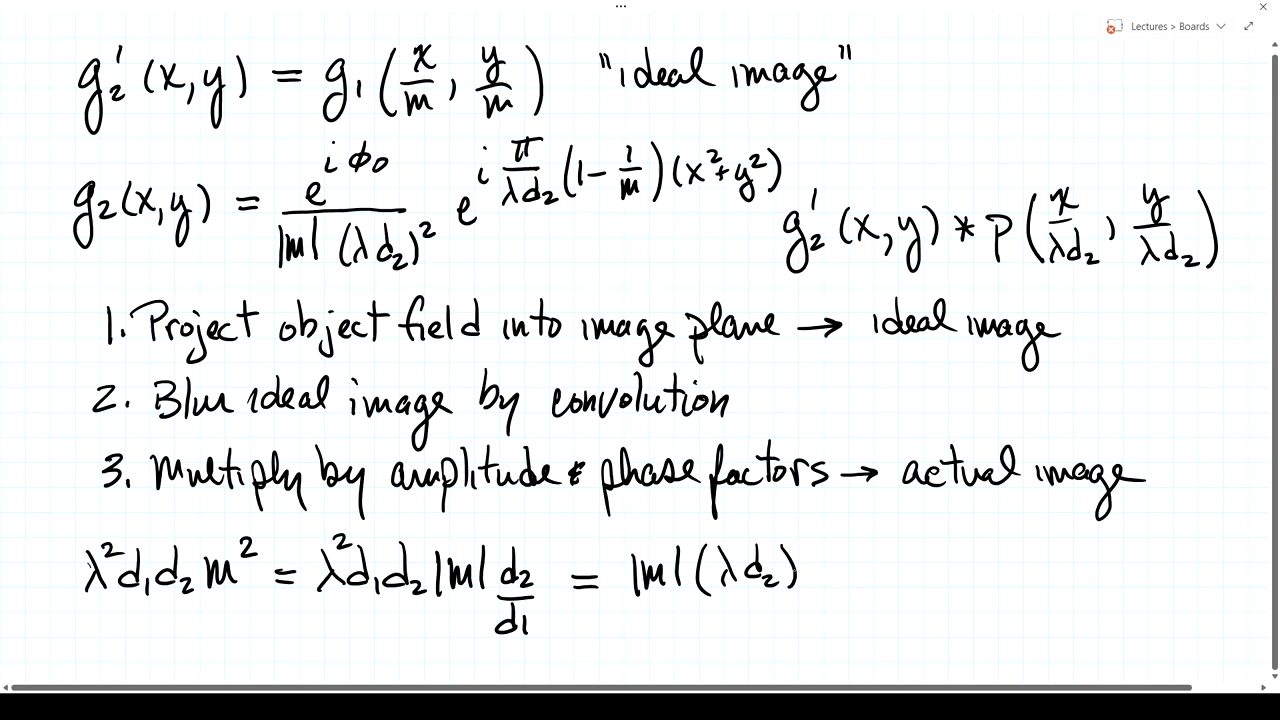 Lectures > Boards
g₂'(x,y) = g₁(x/m, y/m) "ideal image"
g₂(x,y) = e^{iϕ₀}/(|m| (λd₂)²) e^{i π/(λd₂) (1 - 1/m)(x²+y²)} g₂'(x,y) * P(x/(λd₂), y/(λd₂))
1. Project object field into image plane → ideal image
2. Blur ideal image by convolution
3. Multiply by amplitude & phase factors → actual image
λ²d₁d₂m² = λ²d₁d₂|m| d₂/d₁ = |m|(λd₂)